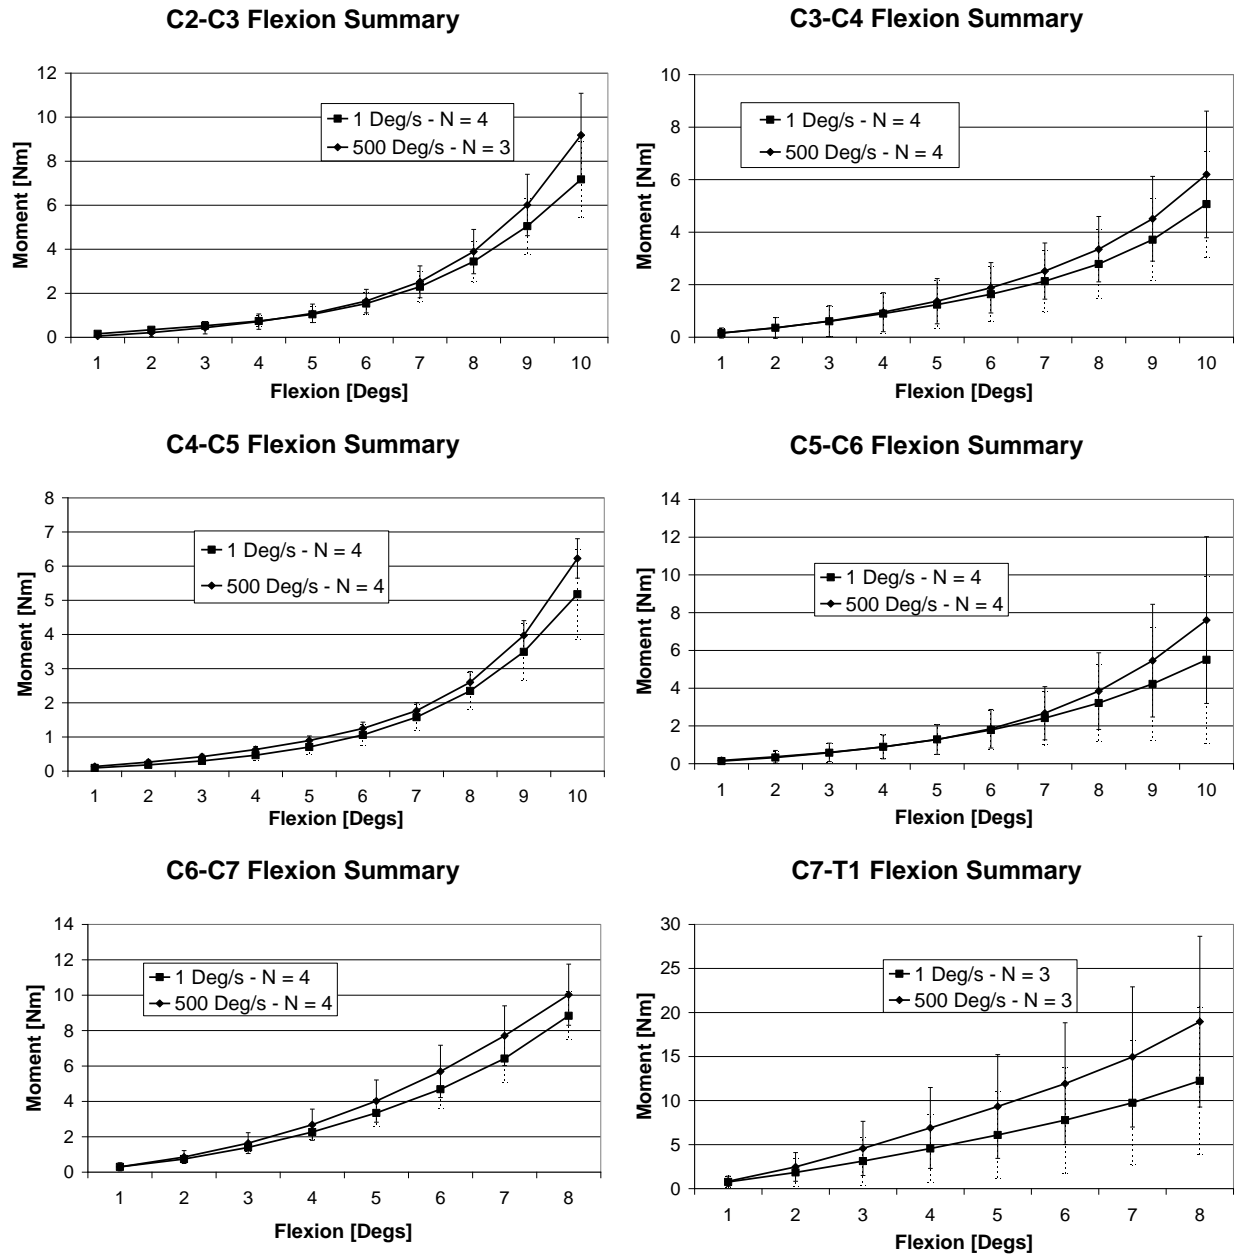 C2-C3 Flexion Summary
12
10
8
6
4
2
0
Moment [Nm]
1 Deg/s - N = 4
500 Deg/s - N = 3
1 2 3 4 5 6 7 8 9 10
Flexion [Degs]
C3-C4 Flexion Summary
10
8
6
4
2
0
Moment [Nm]
1 Deg/s - N = 4
500 Deg/s - N = 4
1 2 3 4 5 6 7 8 9 10
Flexion [Degs]
C4-C5 Flexion Summary
8
7
6
5
4
3
2
1
0
Moment [Nm]
1 Deg/s - N = 4
500 Deg/s - N = 4
1 2 3 4 5 6 7 8 9 10
Flexion [Degs]
C5-C6 Flexion Summary
14
12
10
8
6
4
2
0
Moment [Nm]
1 Deg/s - N = 4
500 Deg/s - N = 4
1 2 3 4 5 6 7 8 9 10
Flexion [Degs]
C6-C7 Flexion Summary
14
12
10
8
6
4
2
0
Moment [Nm]
1 Deg/s - N = 4
500 Deg/s - N = 4
1 2 3 4 5 6 7 8
Flexion [Degs]
C7-T1 Flexion Summary
30
25
20
15
10
5
0
Moment [Nm]
1 Deg/s - N = 3
500 Deg/s - N = 3
1 2 3 4 5 6 7 8
Flexion [Degs]